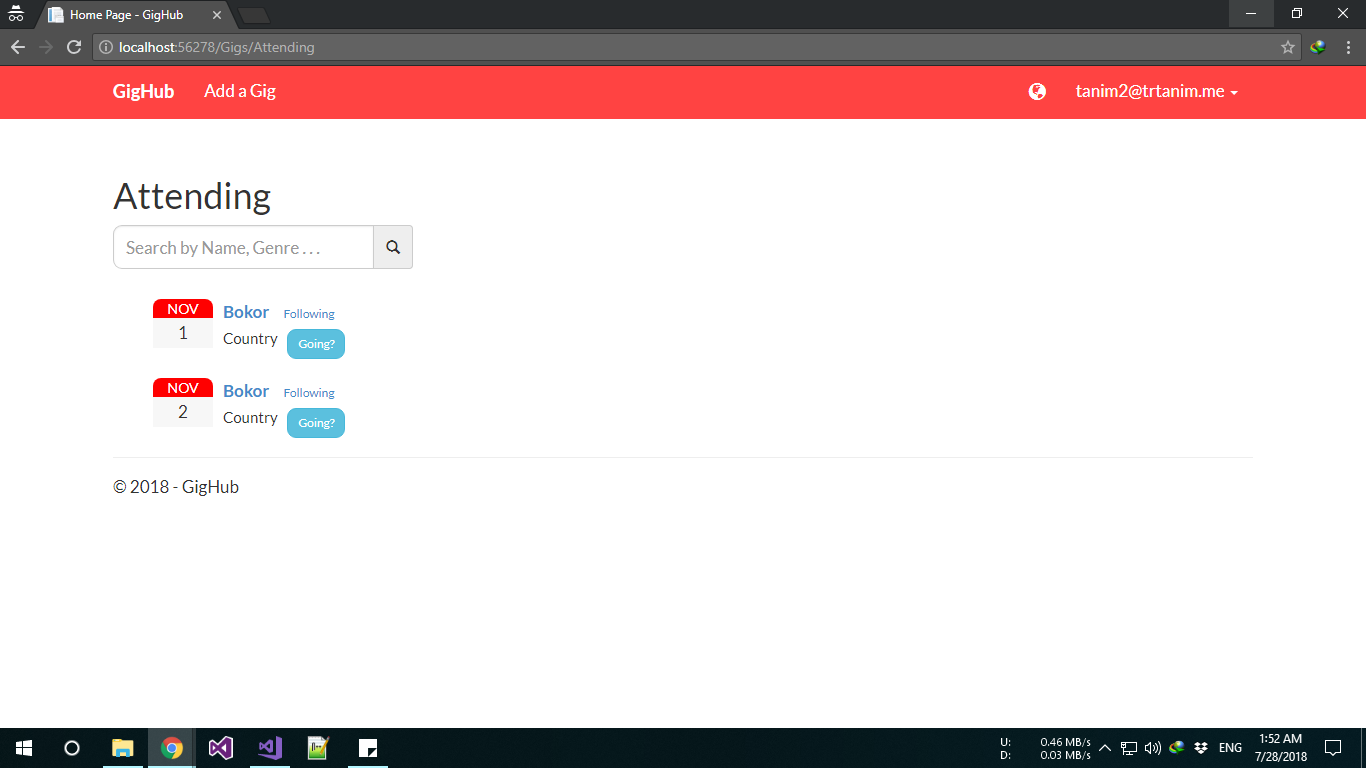 Home Page - GigHub
localhost:56278/Gigs/Attending
GigHub Add a Gig tanim2@trtanim.me
Attending
Search by Name, Genre . . .
NOV
1
Bokor Following
Country Going?
NOV
2
Bokor Following
Country Going?
© 2018 - GigHub
U: 0.46 MB/s
D: 0.03 MB/s
ENG
1:52 AM
7/28/2018